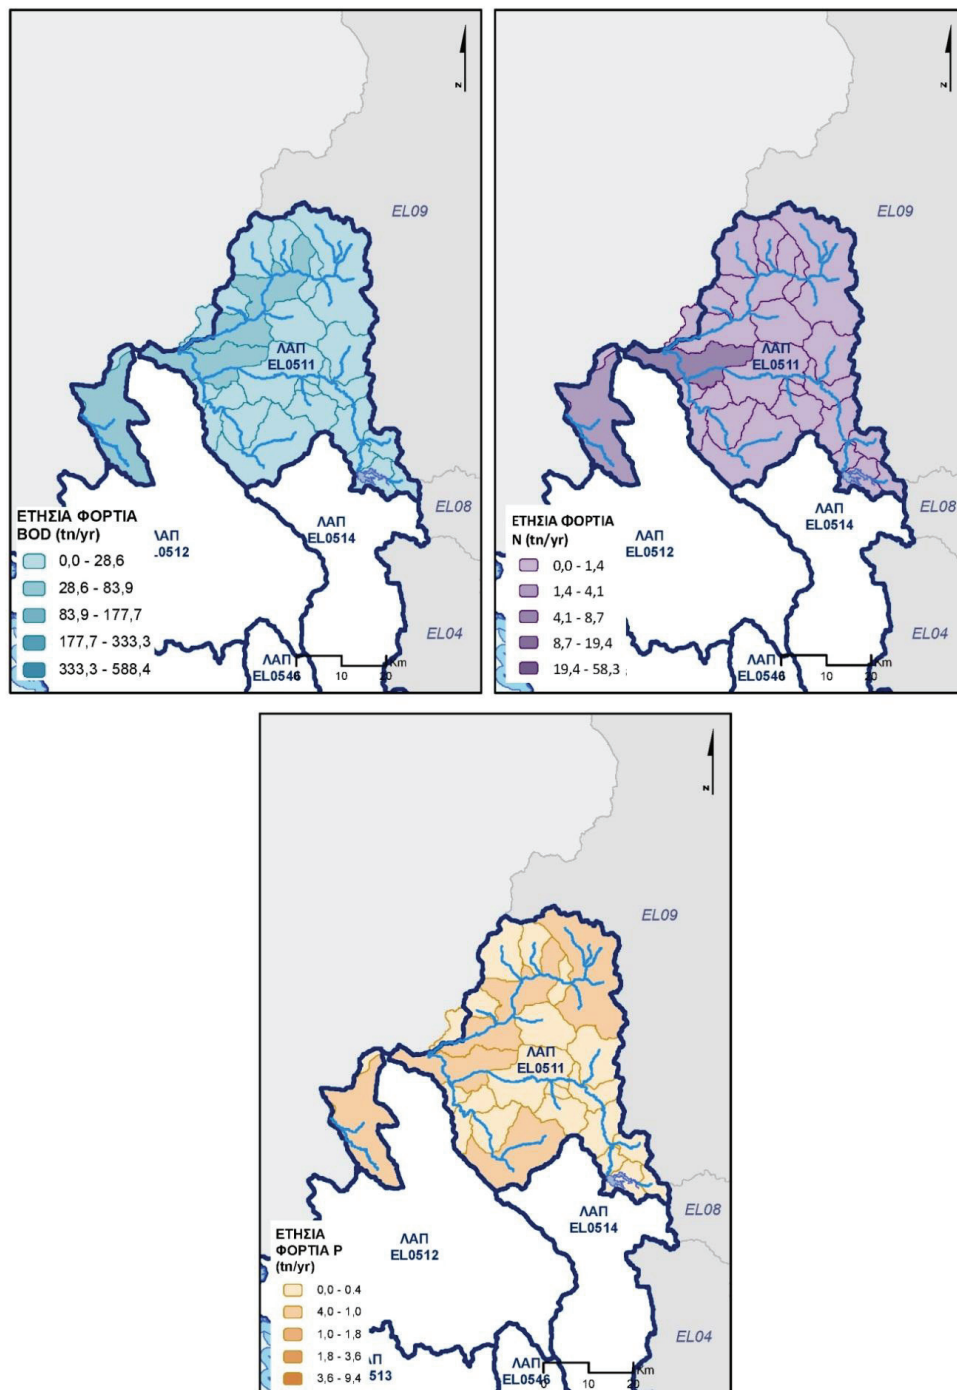 N
EL09
ΛΑΠ
EL0511
EL08
ΕΤΗΣΙΑ ΦΟΡΤΙΑ
BOD (tn/yr)
0,0 - 28,6
28,6 - 83,9
83,9 - 177,7
177,7 - 333,3
333,3 - 588,4
ΛΑΠ
L0512
ΛΑΠ
EL0514
EL04
ΛΑΠ
EL0546
10
20
Km
N
EL09
ΛΑΠ
EL0511
EL08
ΕΤΗΣΙΑ ΦΟΡΤΙΑ
N (tn/yr)
0,0 - 1,4
1,4 - 4,1
4,1 - 8,7
8,7 - 19,4
19,4 - 58,3
ΛΑΠ
EL0512
ΛΑΠ
EL0514
EL04
ΛΑΠ
EL0546
10
20
Km
N
EL09
ΛΑΠ
EL0511
EL08
ΛΑΠ
EL0512
ΛΑΠ
EL0514
ΕΤΗΣΙΑ
ΦΟΡΤΙΑ P
(tn/yr)
0,0 - 0.4
4,0 - 1,0
1,0 - 1,8
1,8 - 3,6
3,6 - 9,4
ΛΠ
513
EL04
ΛΑΠ
EL0546
0
10
20
Km